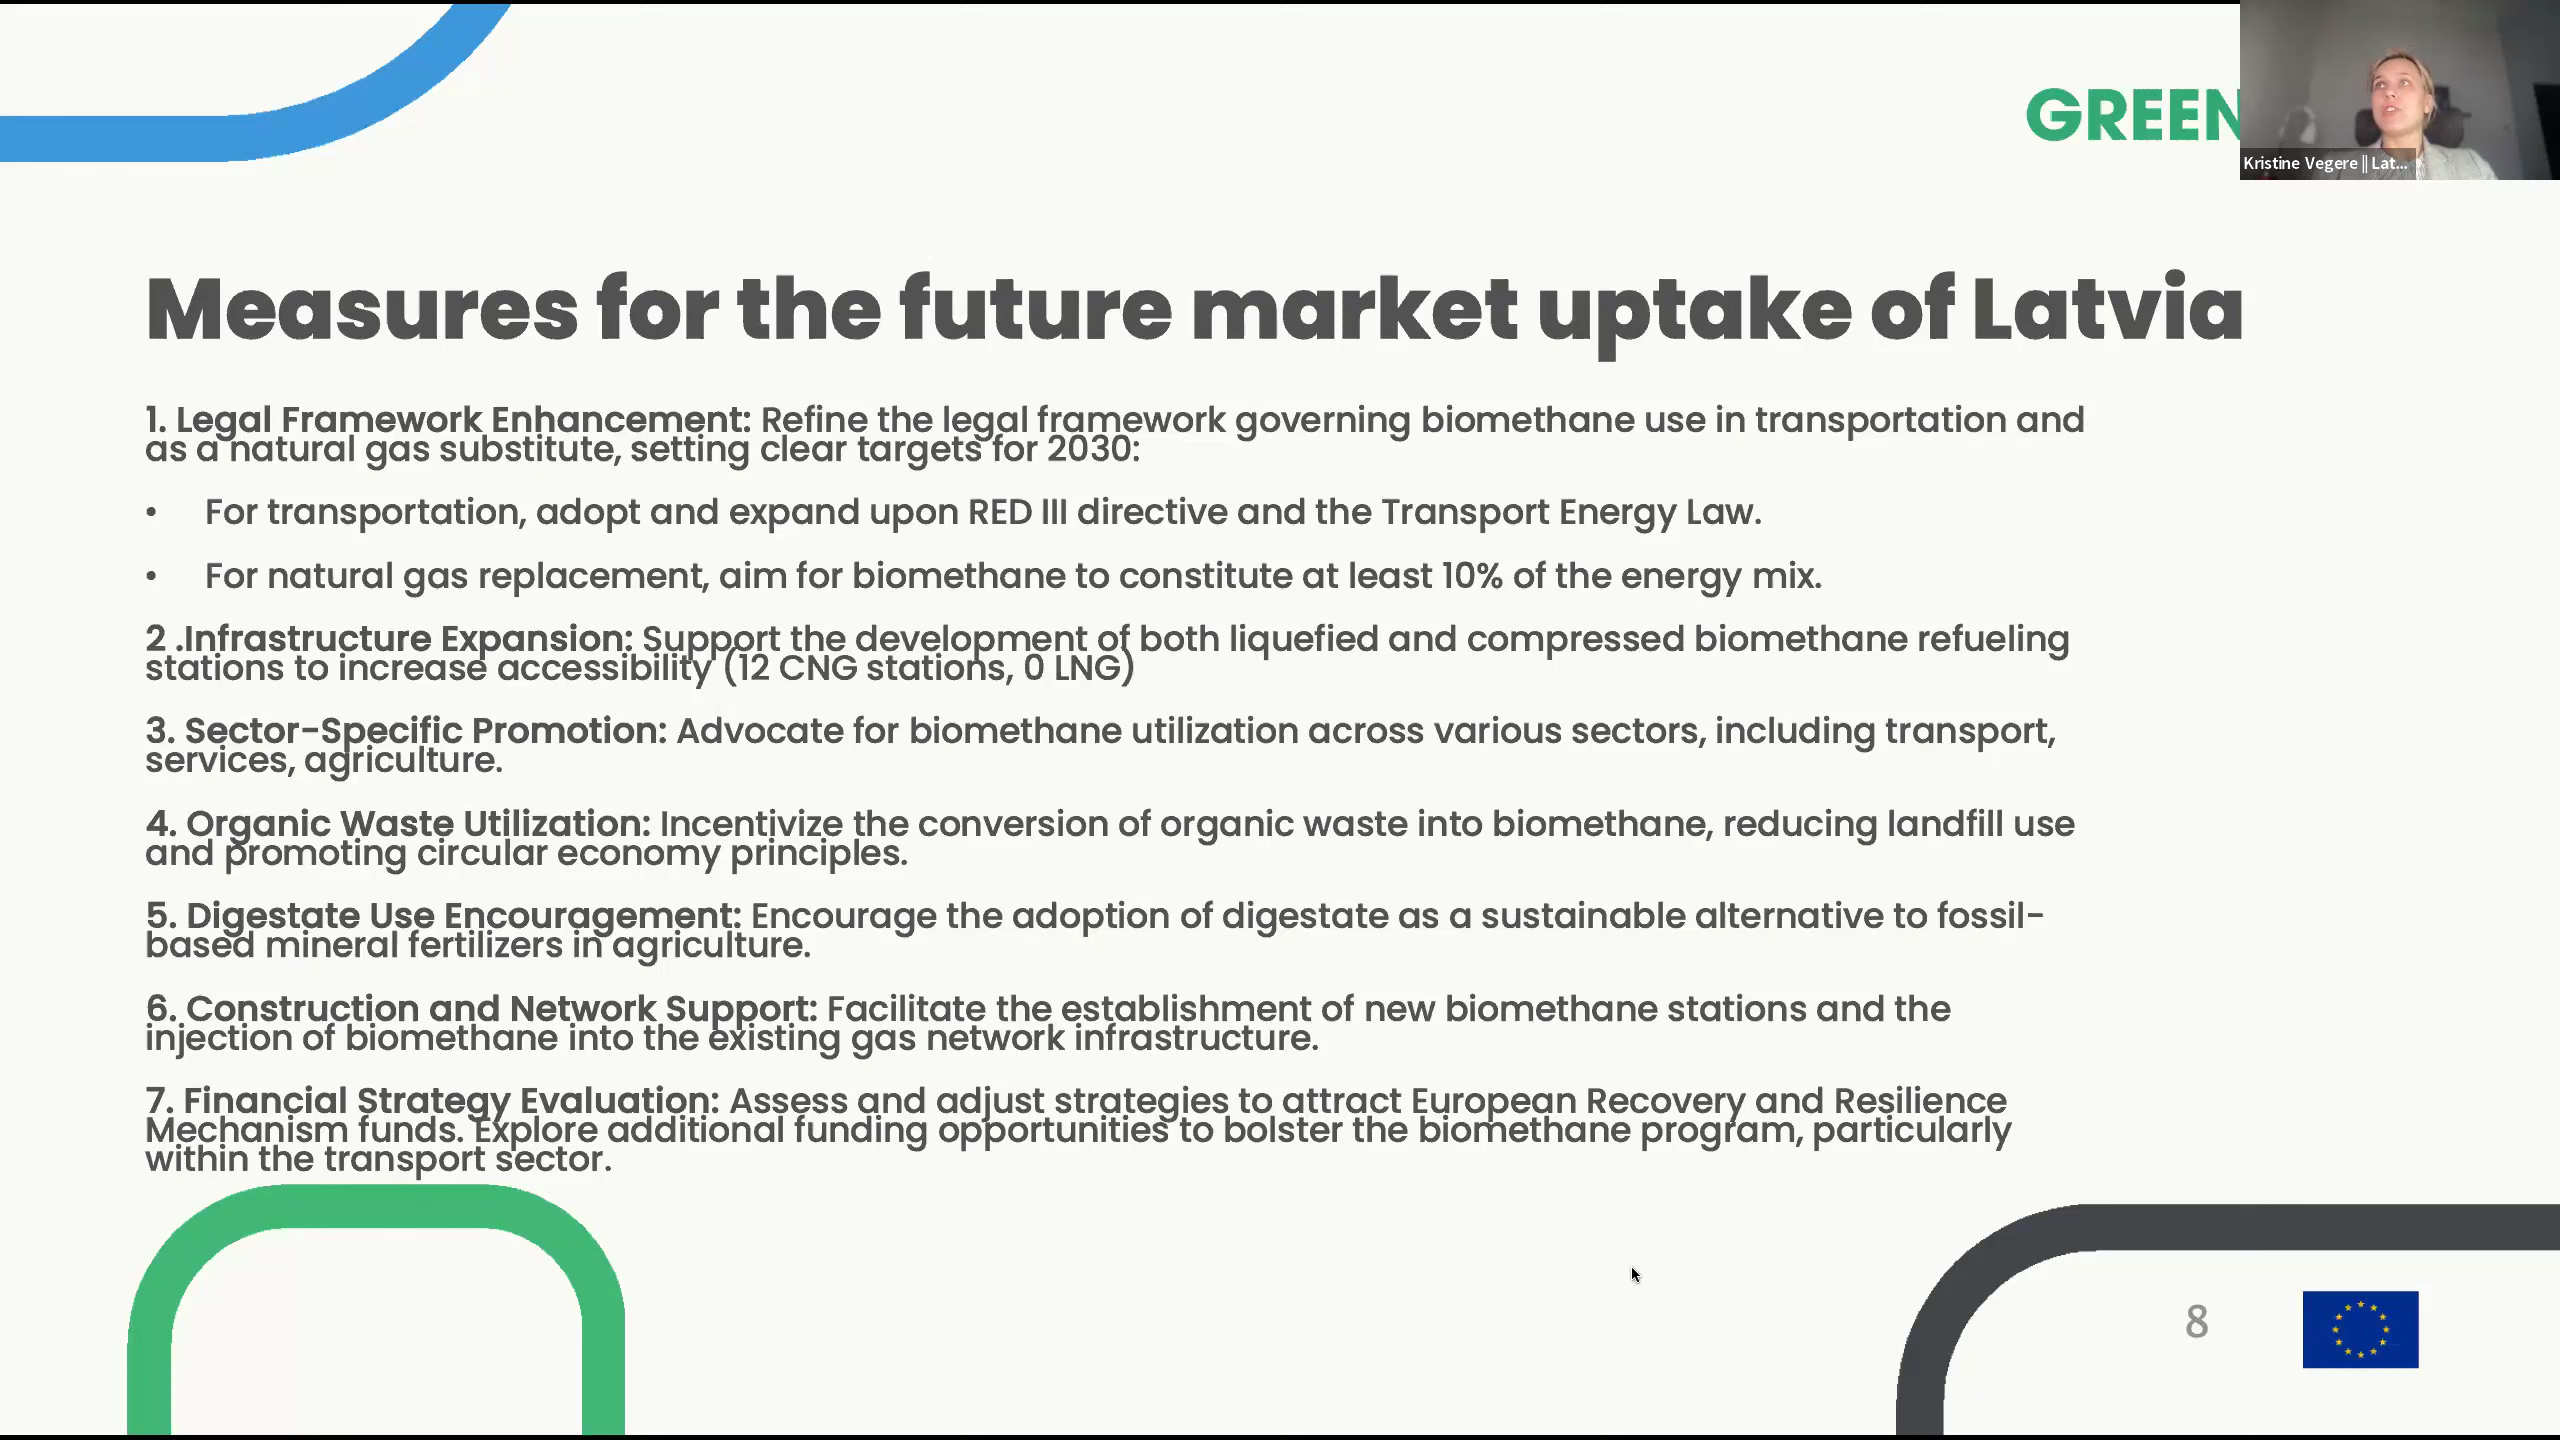 GREEN
Kristine Vegere || Lat...
Measures for the future market uptake of Latvia
1. Legal Framework Enhancement: Refine the legal framework governing biomethane use in transportation and
as a natural gas substitute, setting clear targets for 2030:
• For transportation, adopt and expand upon RED III directive and the Transport Energy Law.
• For natural gas replacement, aim for biomethane to constitute at least 10% of the energy mix.
2 .Infrastructure Expansion: Support the development of both liquefied and compressed biomethane refueling
stations to increase accessibility (12 CNG stations, 0 LNG)
3. Sector-Specific Promotion: Advocate for biomethane utilization across various sectors, including transport,
services, agriculture.
4. Organic Waste Utilization: Incentivize the conversion of organic waste into biomethane, reducing landfill use
and promoting circular economy principles.
5. Digestate Use Encouragement: Encourage the adoption of digestate as a sustainable alternative to fossil-
based mineral fertilizers in agriculture.
6. Construction and Network Support: Facilitate the establishment of new biomethane stations and the
injection of biomethane into the existing gas network infrastructure.
7. Financial Strategy Evaluation: Assess and adjust strategies to attract European Recovery and Resilience
Mechanism funds. Explore additional funding opportunities to bolster the biomethane program, particularly
within the transport sector.
8